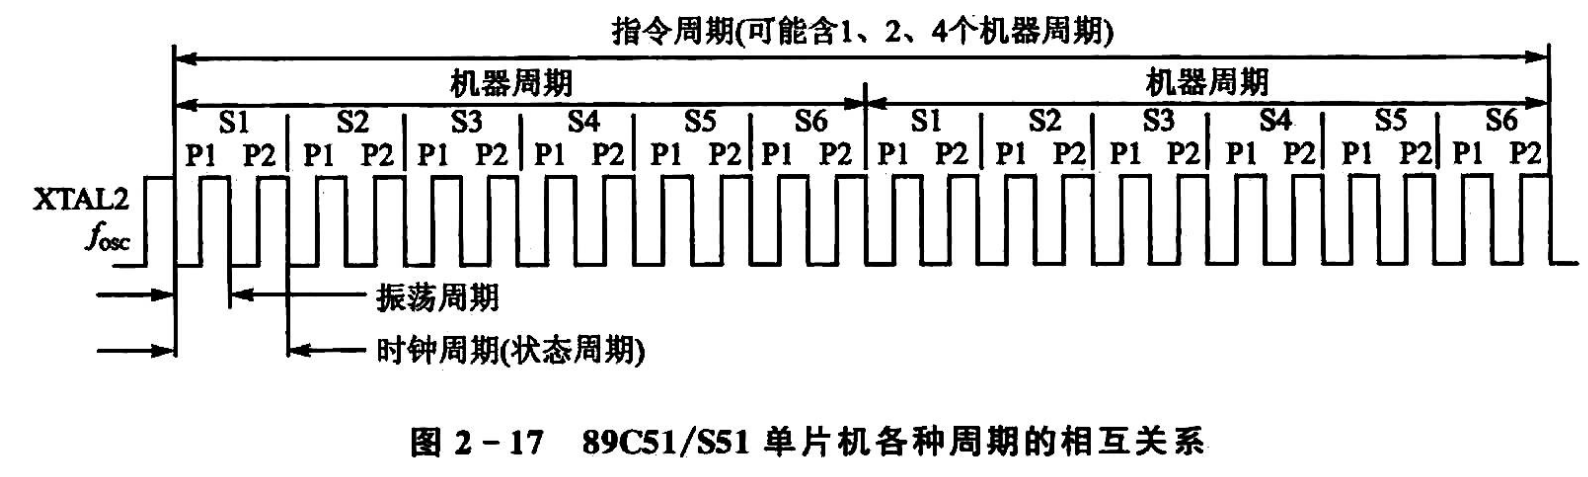 指令周期(可能含1、2、4个机器周期)
机器周期 机器周期
S1 S2 S3 S4 S5 S6 S1 S2 S3 S4 S5 S6
P1 P2 P1 P2 P1 P2 P1 P2 P1 P2 P1 P2 P1 P2 P1 P2 P1 P2 P1 P2 P1 P2 P1 P2
XTAL2
fosc
振荡周期
时钟周期(状态周期)
图 2-17 89C51/S51 单片机各种周期的相互关系